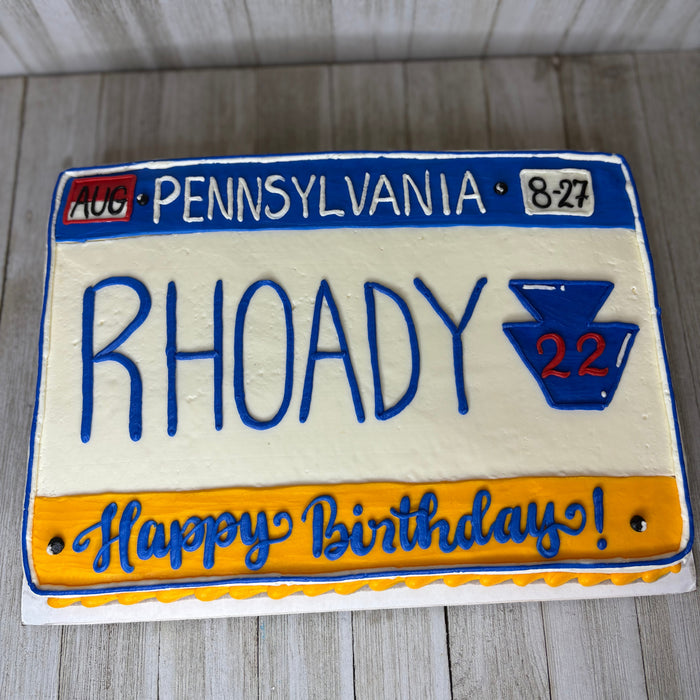 AUG PENNSYLVANIA 8-27
RHOADY 22
Happy Birthday!